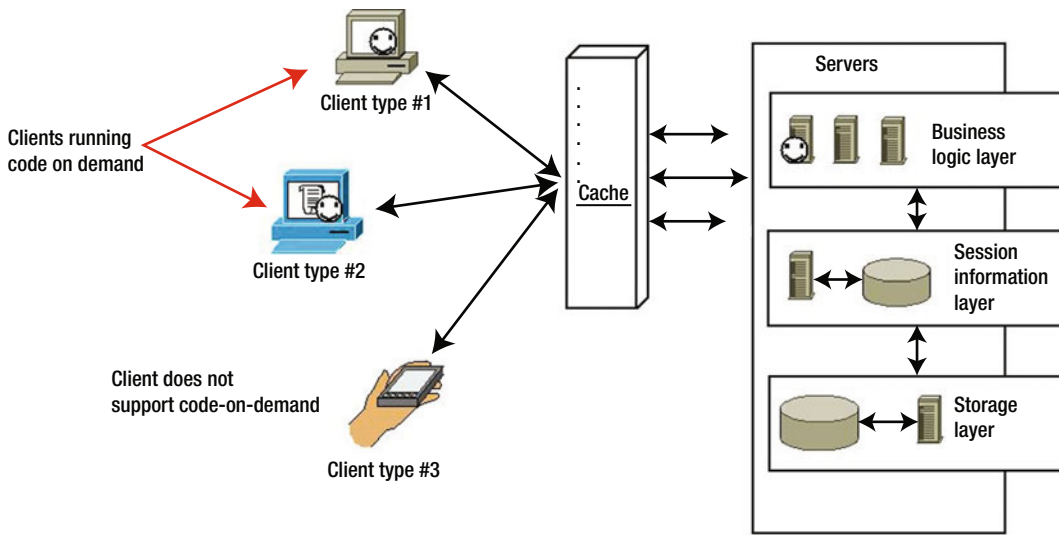 Clients running
code on demand
Client type #1
Client type #2
Client does not
support code-on-demand
Client type #3
Cache
Servers
Business
logic layer
Session
information
layer
Storage
layer